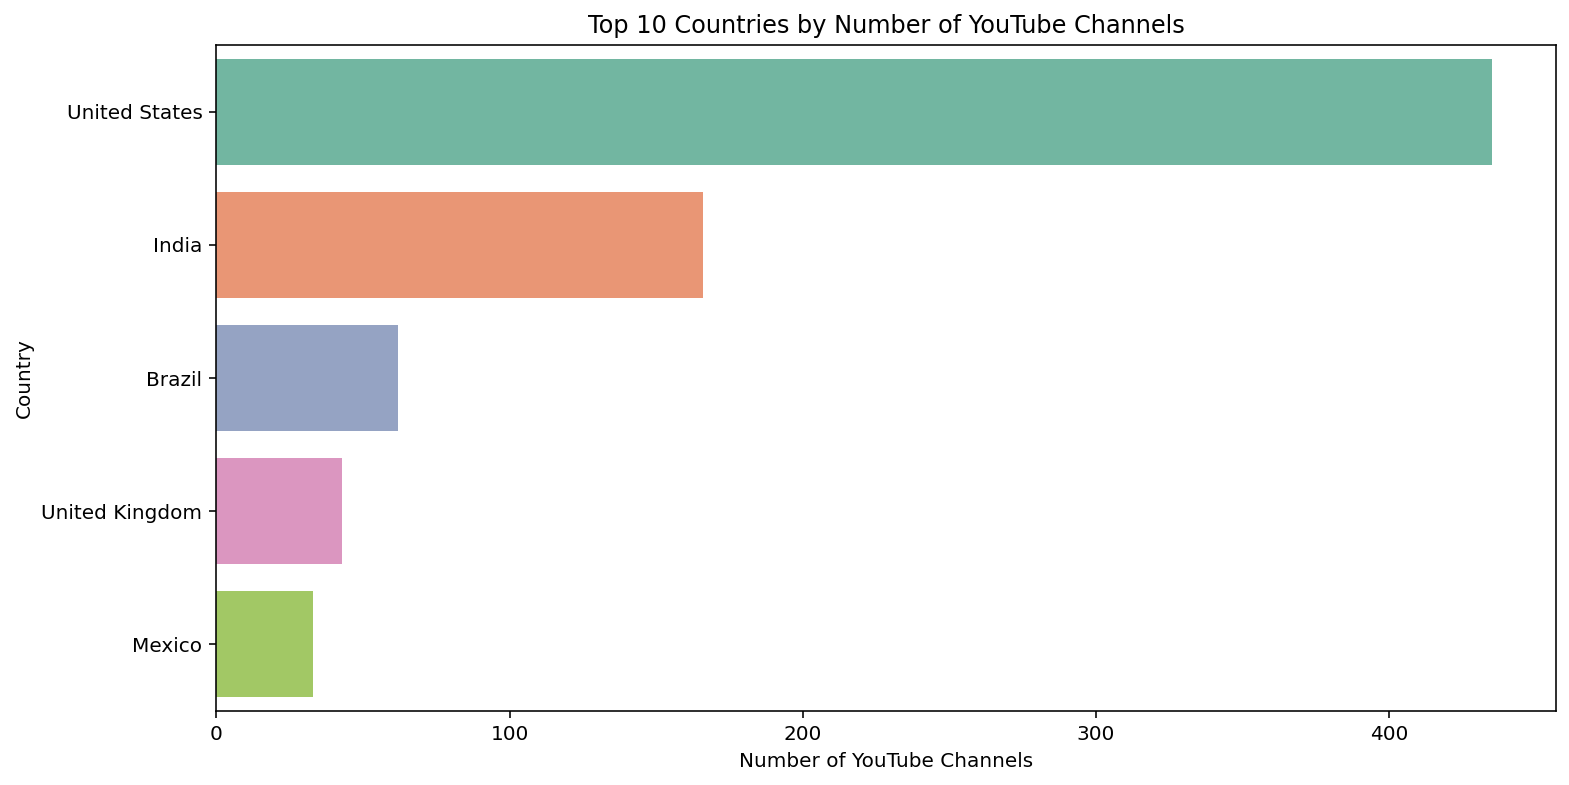 Top 10 Countries by Number of YouTube Channels
United States
India
Brazil
United Kingdom
Mexico
Country
0 100 200 300 400
Number of YouTube Channels